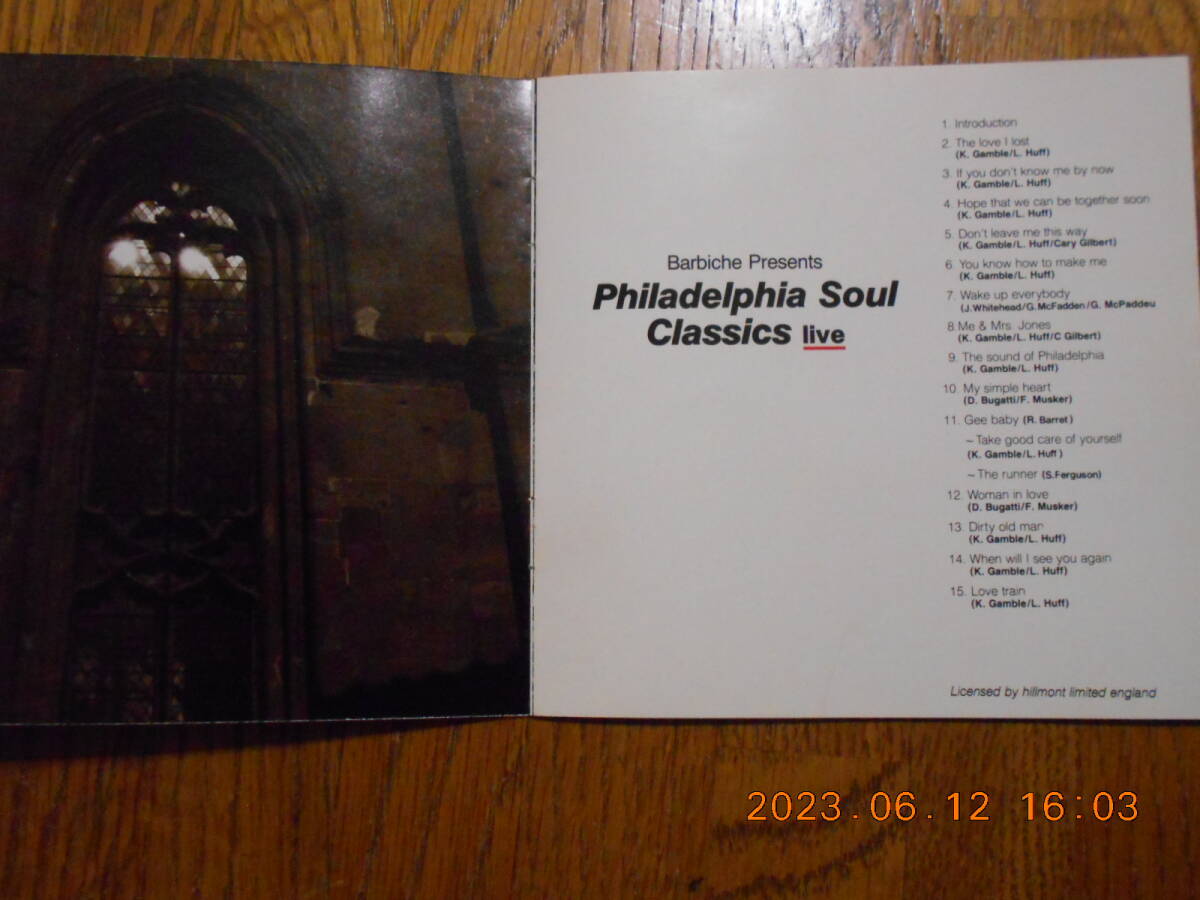 Barbiche Presents
Philadelphia Soul
Classics live
1. Introduction
2. The love I lost
(K. Gamble/L. Huff)
3. If you don't know me by now
(K. Gamble/L. Huff)
4. Hope that we can be together soon
(K. Gamble/L. Huff)
5. Don't leave me this way
(K. Gamble/L. Huff/Cary Gilbert)
6. You know how to make me
(K. Gamble/L. Huff)
7. Wake up everybody
(J.Whitehead/G.McFadden/G. McPaddeu
8. Me & Mrs. Jones
(K. Gamble/L. Huff/C Gilbert)
9. The sound of Philadelphia
(K. Gamble/L. Huff)
10. My simple heart
(D. Bugatti/F. Musker)
11. Gee baby (R. Barret)
~Take good care of yourself
(K. Gamble/L. Huff)
~The runner (S.Ferguson)
12. Woman in love
(D. Bugatti/F. Musker)
13. Dirty old man
(K. Gamble/L. Huff)
14. When will I see you again
(K. Gamble/L. Huff)
15. Love train
(K. Gamble/L. Huff)
Licensed by hillmont limited england
2023.06.12 16:03